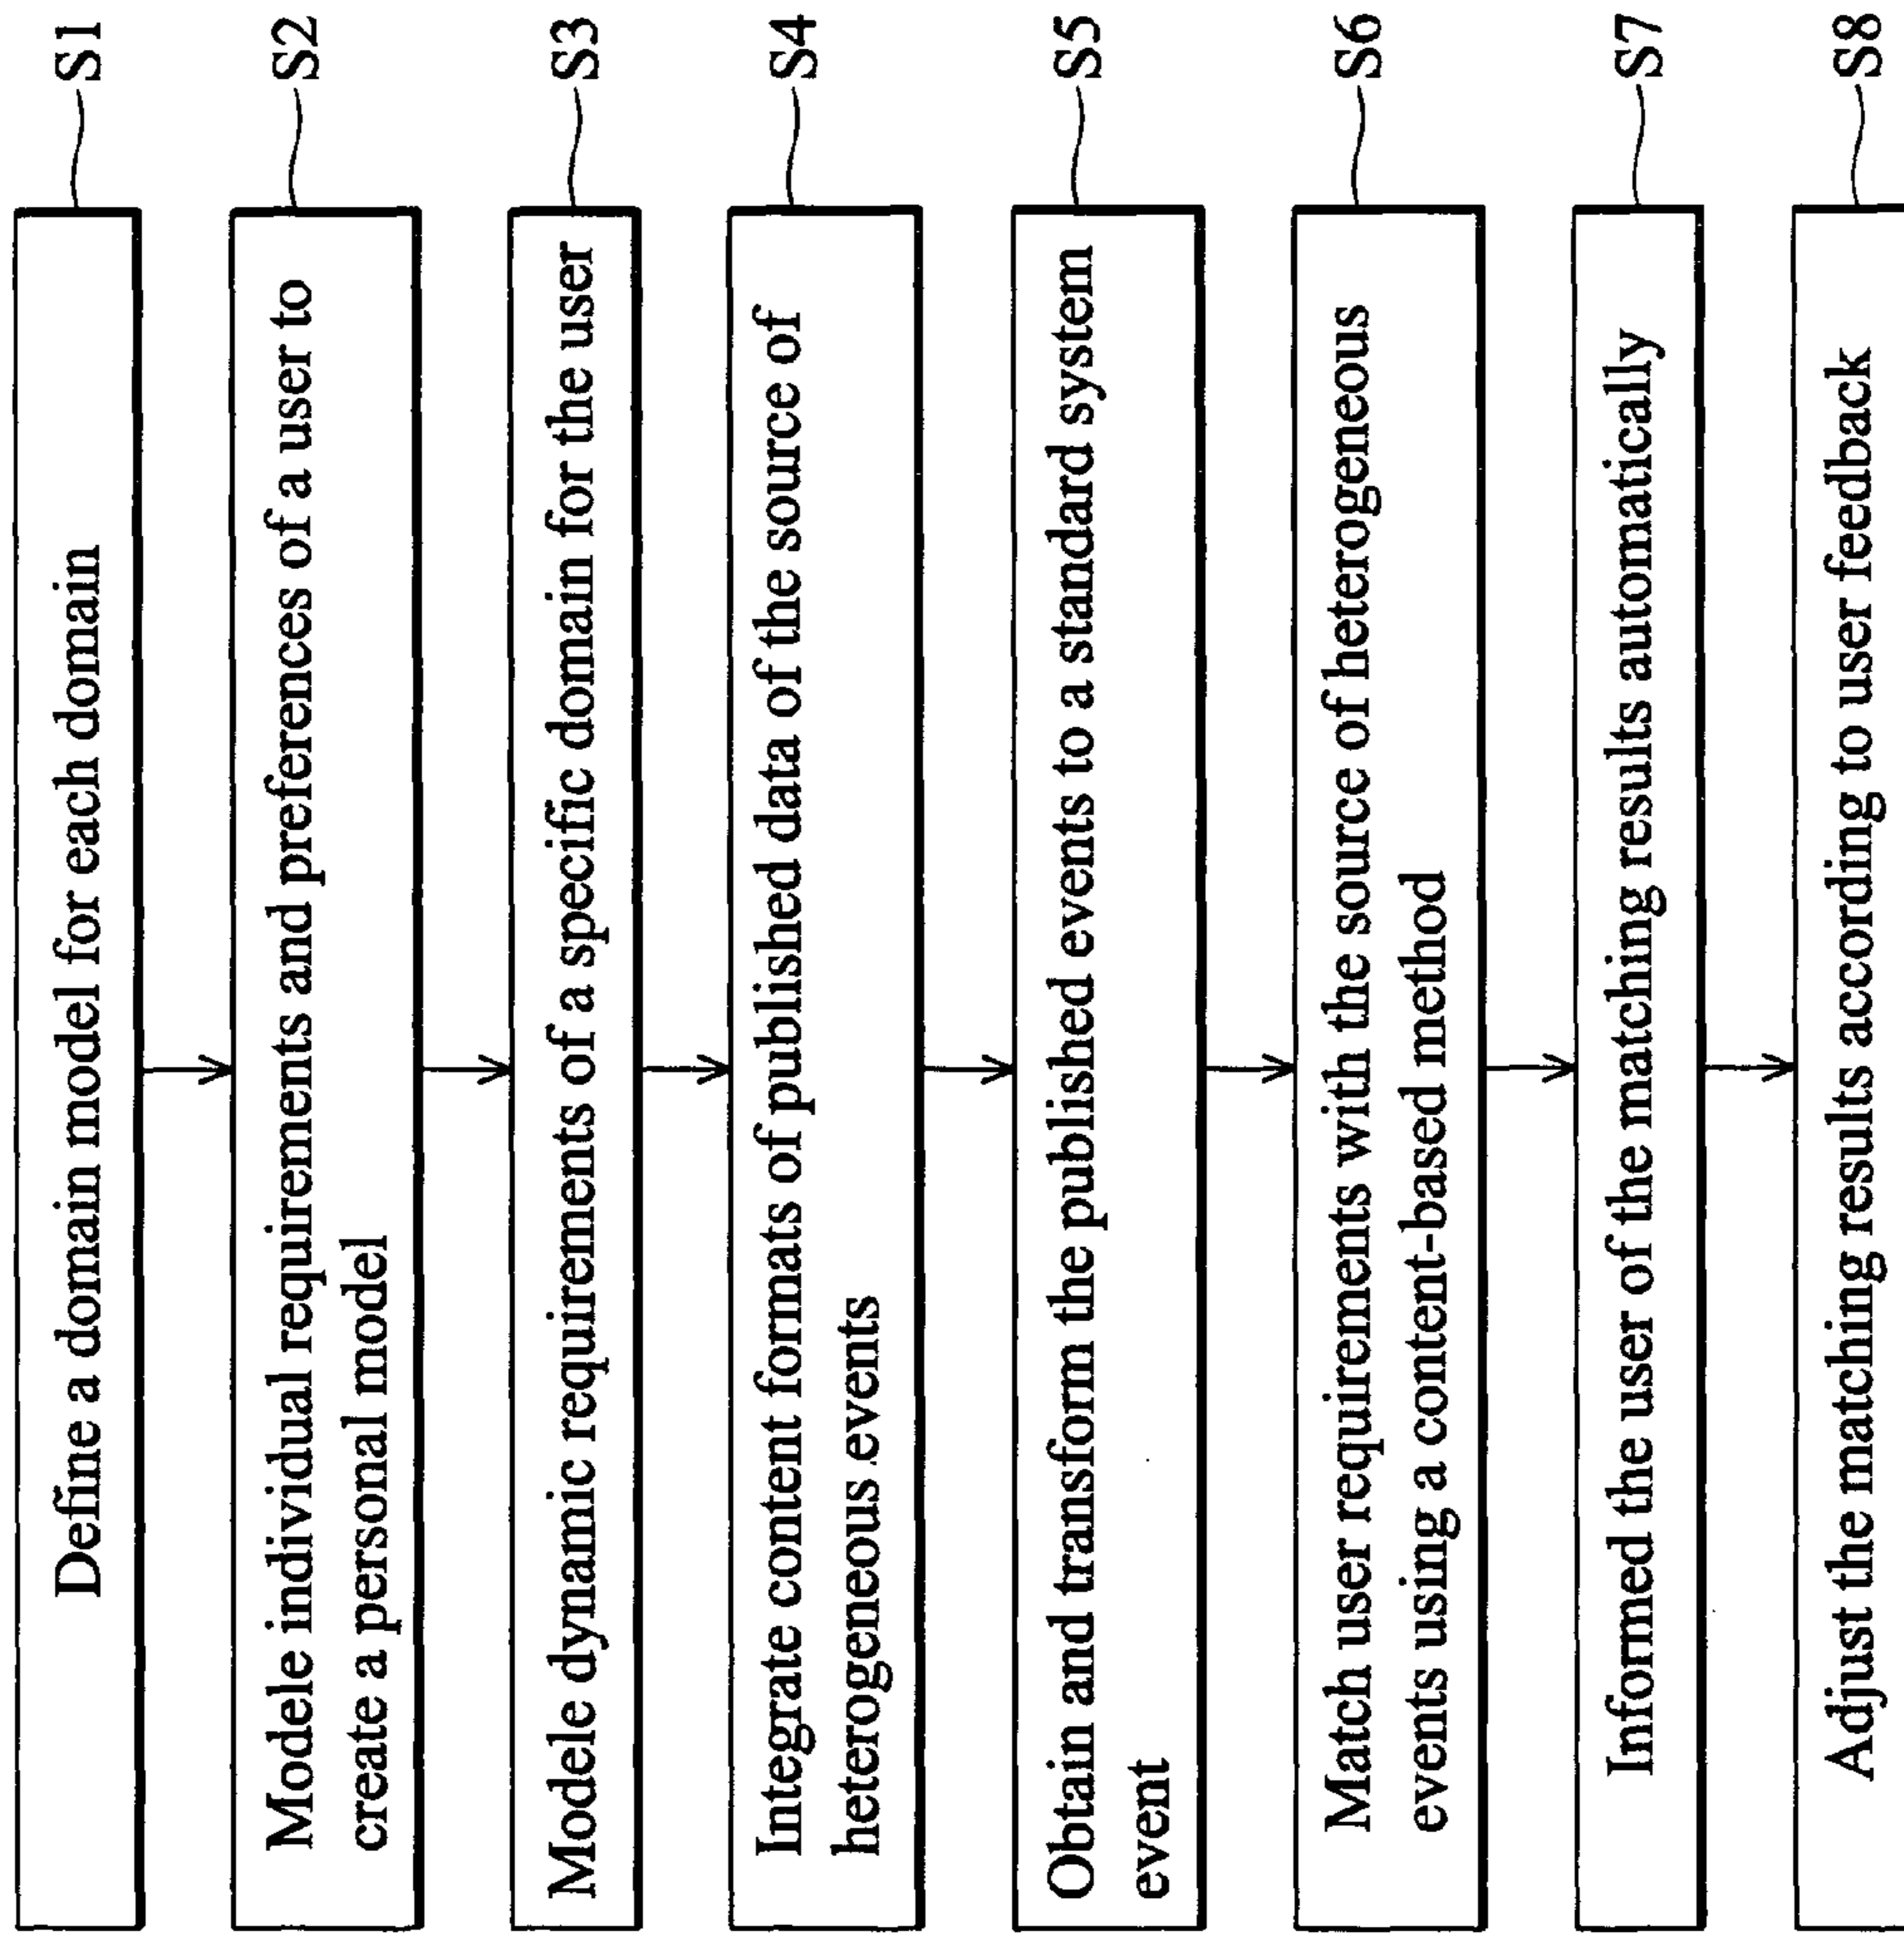 Define a domain model for each domain
S1
Modele individual requirements and preferences of a user to
create a personal model
S2
Modele dynamic requirements of a specific domain for the user
S3
Integrate content formats of published data of the source of
heterogeneous events
S4
Obtain and transform the published events to a standard system
event
S5
Match user requirements with the source of heterogeneous
events using a content-based method
S6
Informed the user of the matching results automatically
S7
Adjust the matching results according to user feedback
S8